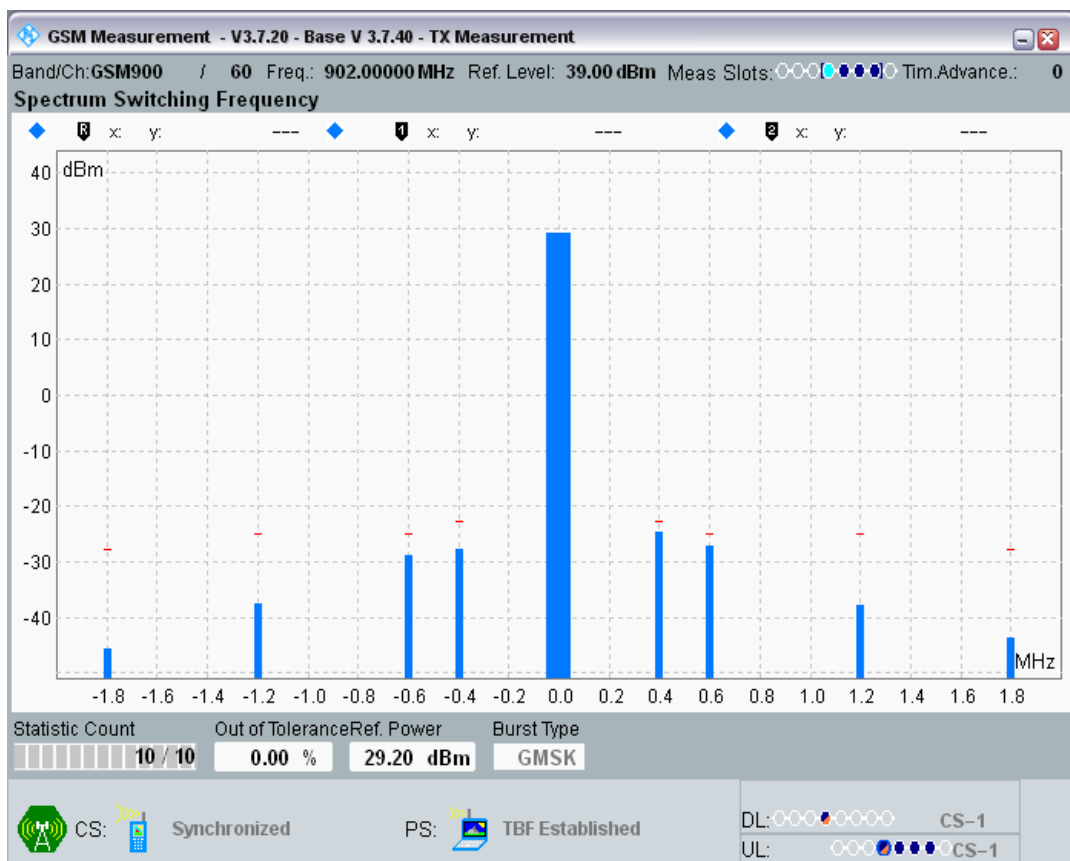 GSM Measurement - V3.7.20 - Base V 3.7.40 - TX Measurement
Band/Ch:GSM900 / 60 Freq.: 902.00000 MHz Ref. Level: 39.00 dBm Meas Slots: Tim.Advance.: 0
Spectrum Switching Frequency
R x: y: --- 1 x: y: --- 2 x: y: ---
dBm
40
30
20
10
0
-10
-20
-30
-40
MHz
-1.8 -1.6 -1.4 -1.2 -1.0 -0.8 -0.6 -0.4 -0.2 0.0 0.2 0.4 0.6 0.8 1.0 1.2 1.4 1.6 1.8
Statistic Count Out of Tolerance Ref. Power Burst Type
10 / 10 0.00 % 29.20 dBm GMSK
CS: Synchronized PS: TBF Established
DL: CS-1
UL: CS-1